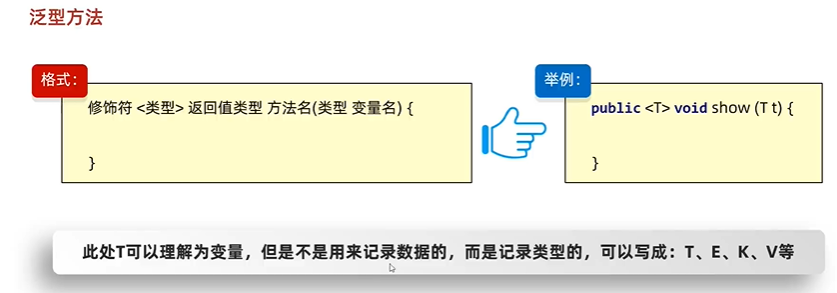 泛型方法
格式：
举例：
修饰符 <类型> 返回值类型 方法名(类型 变量名) {
}
public <T> void show (T t) {
}
此处T可以理解为变量，但是不是用来记录数据的，而是记录类型的，可以写成：T、E、K、V等